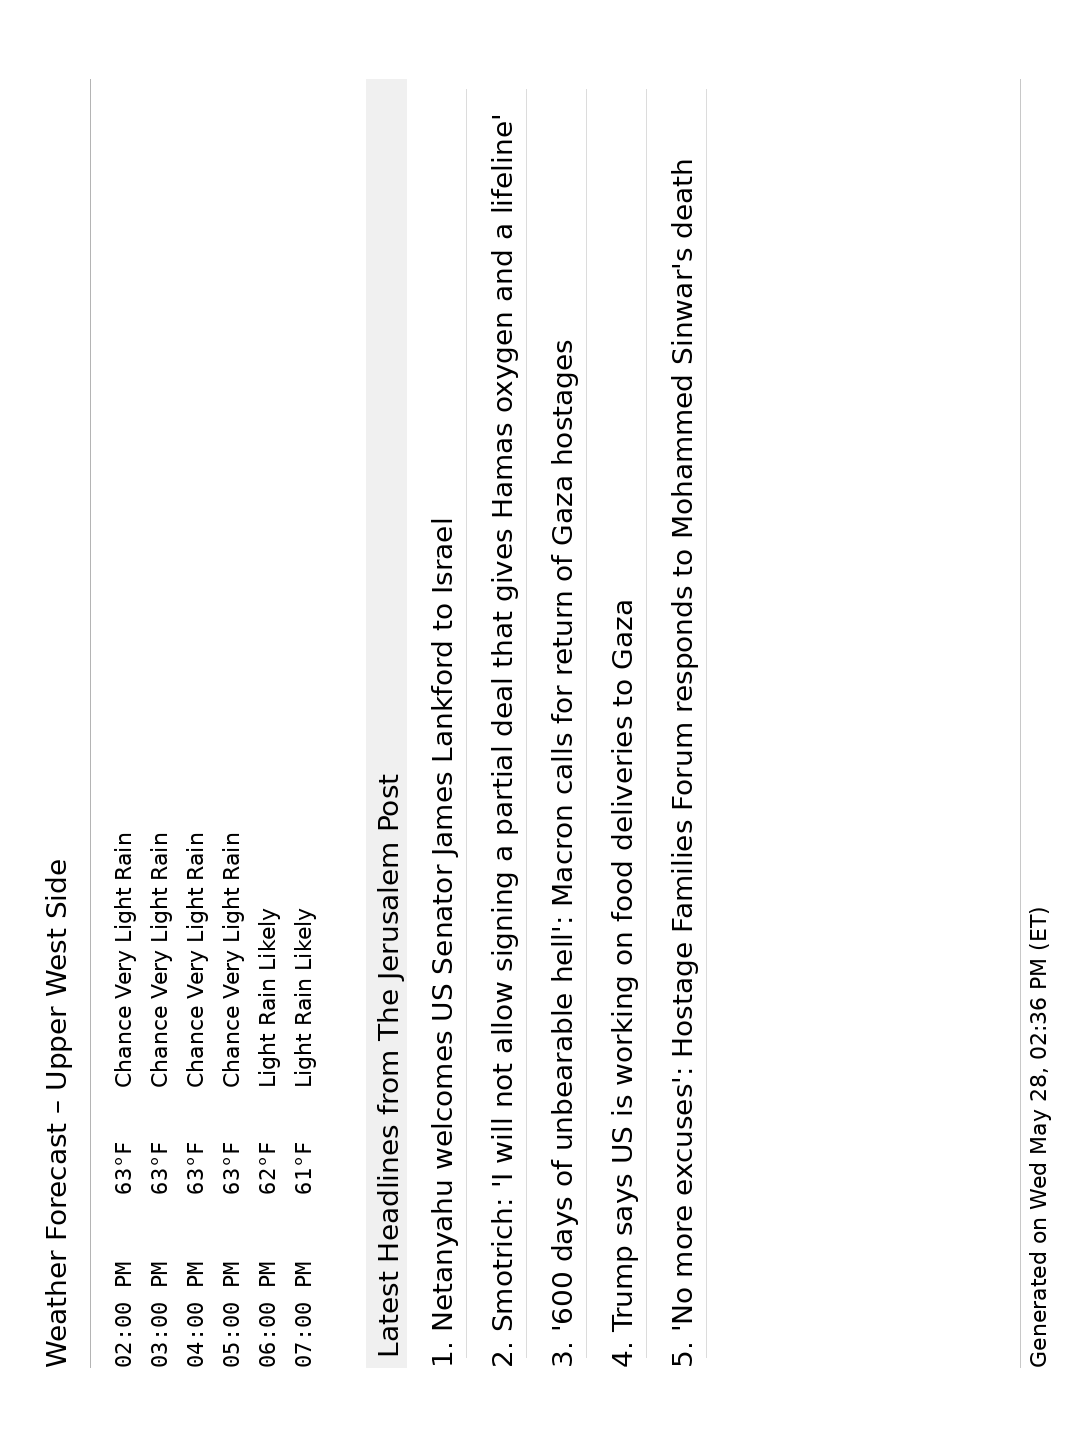 Weather Forecast – Upper West Side
02:00 PM 63°F Chance Very Light Rain
03:00 PM 63°F Chance Very Light Rain
04:00 PM 63°F Chance Very Light Rain
05:00 PM 63°F Chance Very Light Rain
06:00 PM 62°F Light Rain Likely
07:00 PM 61°F Light Rain Likely
Latest Headlines from The Jerusalem Post
1. Netanyahu welcomes US Senator James Lankford to Israel
2. Smotrich: 'I will not allow signing a partial deal that gives Hamas oxygen and a lifeline'
3. '600 days of unbearable hell': Macron calls for return of Gaza hostages
4. Trump says US is working on food deliveries to Gaza
5. 'No more excuses': Hostage Families Forum responds to Mohammed Sinwar's death
Generated on Wed May 28, 02:36 PM (ET)